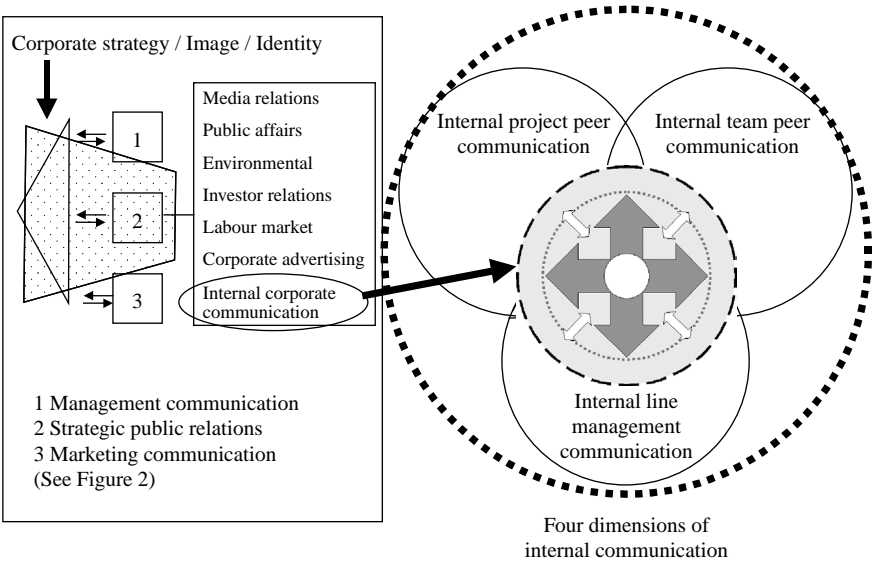 Corporate strategy / Image / Identity
1
2
3
Media relations
Public affairs
Environmental
Investor relations
Labour market
Corporate advertising
Internal corporate
communication
1 Management communication
2 Strategic public relations
3 Marketing communication
(See Figure 2)
Internal project peer
communication
Internal team peer
communication
Internal line
management
communication
Four dimensions of
internal communication